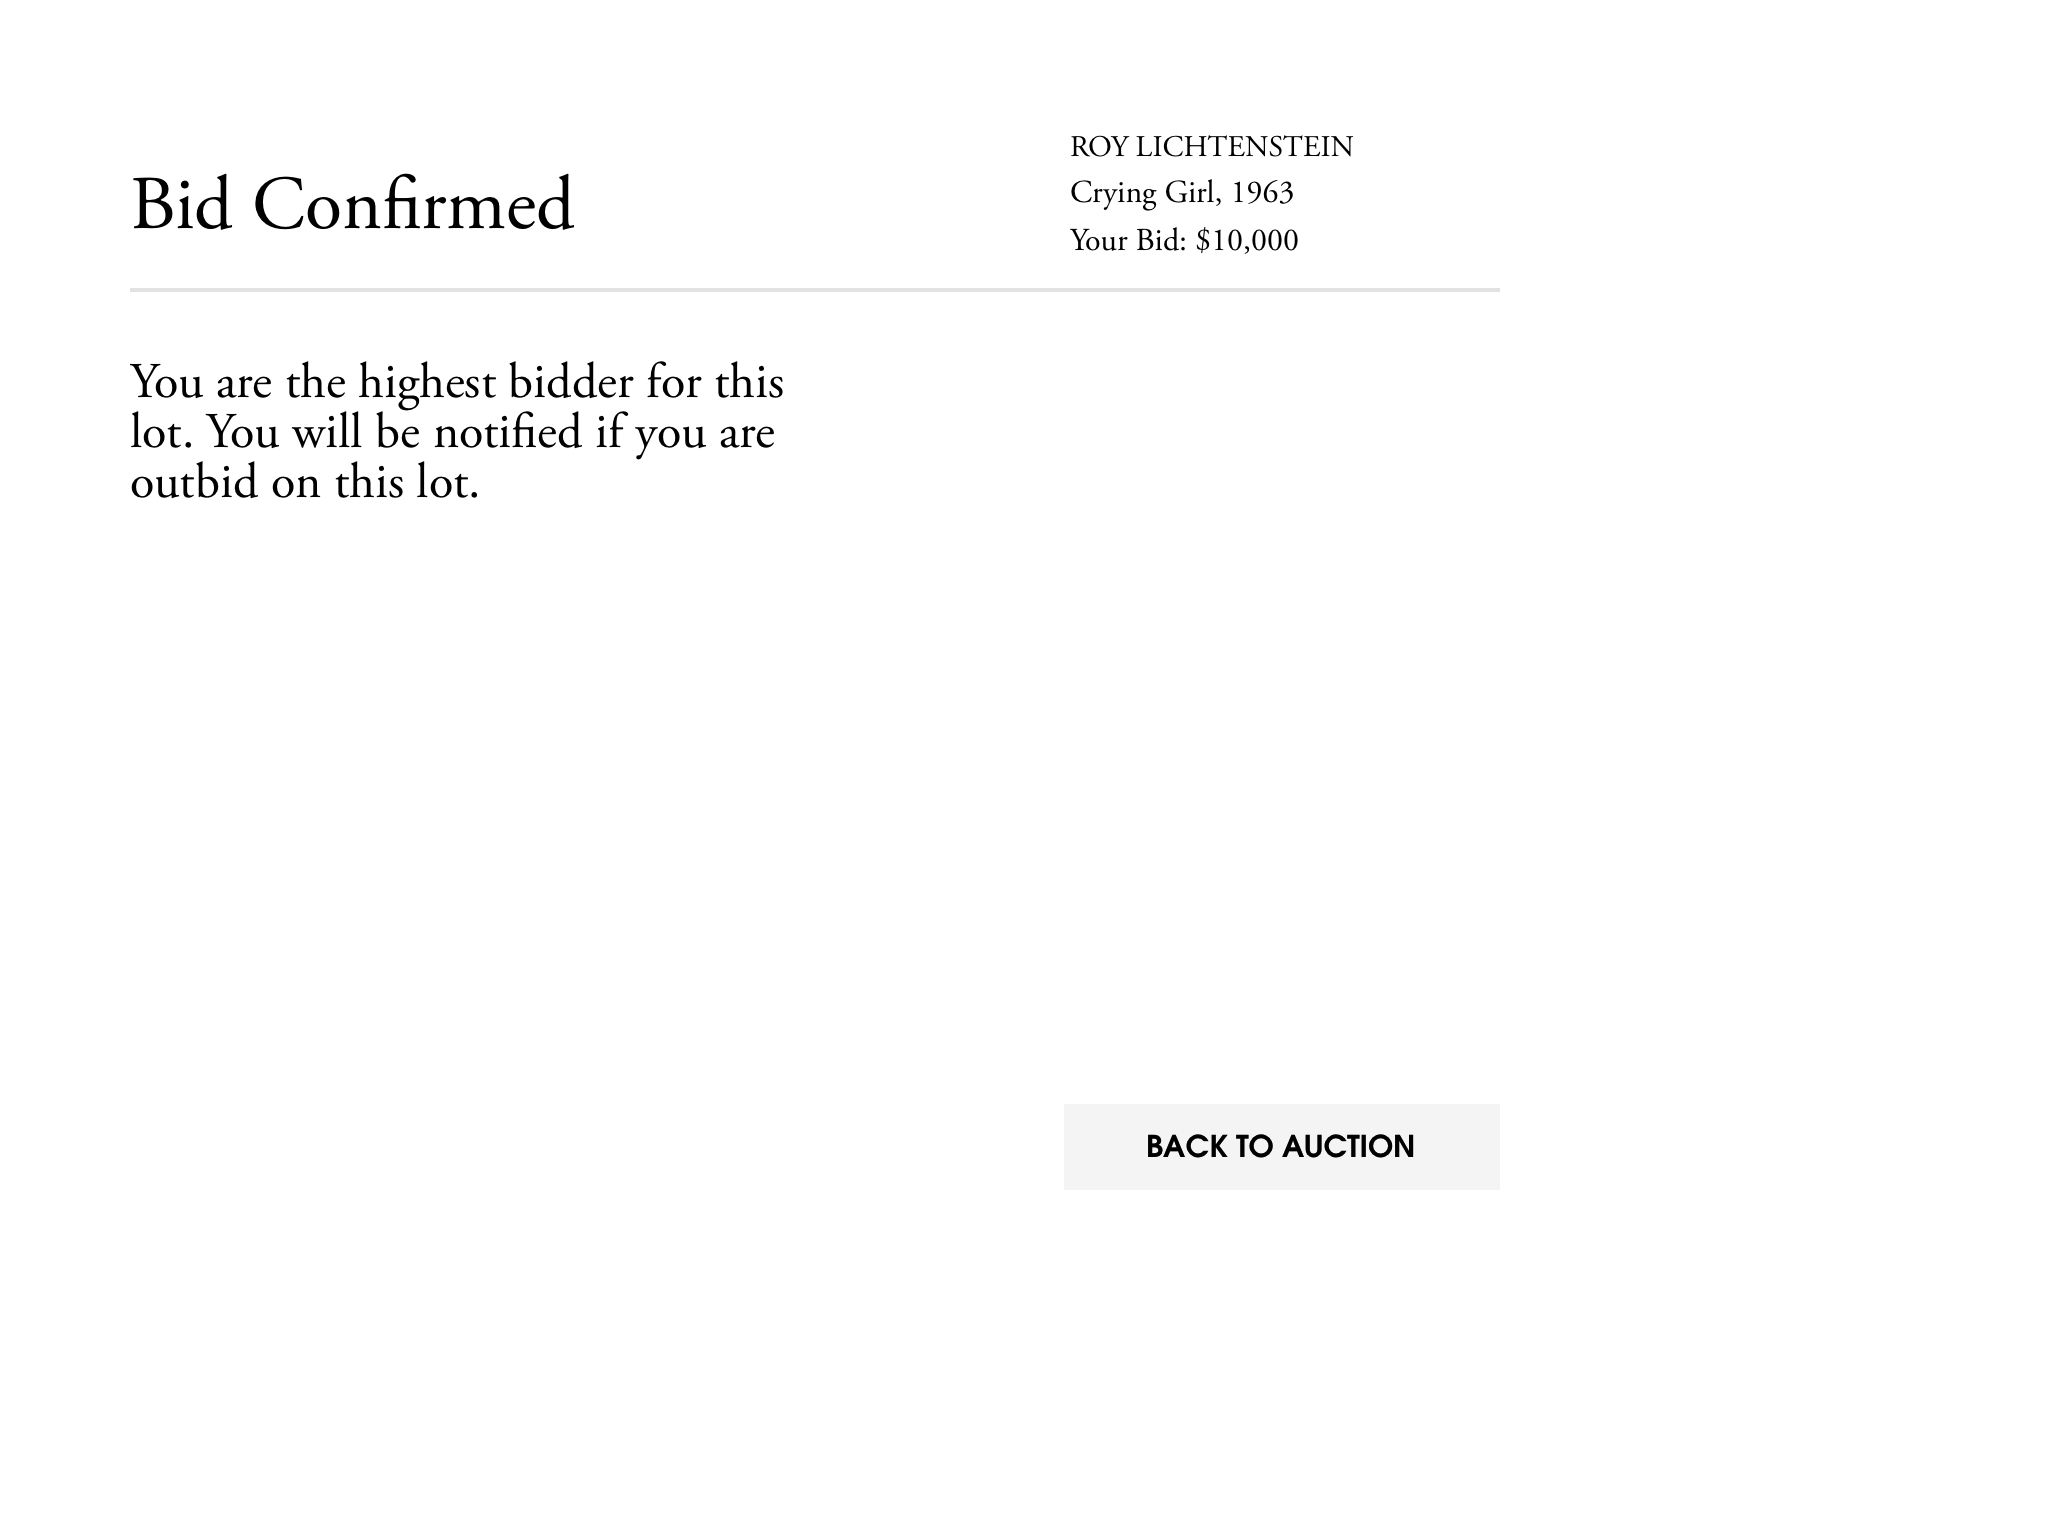 Bid Confirmed
ROY LICHTENSTEIN
Crying Girl, 1963
Your Bid: $10,000
You are the highest bidder for this
lot. You will be notified if you are
outbid on this lot.
BACK TO AUCTION